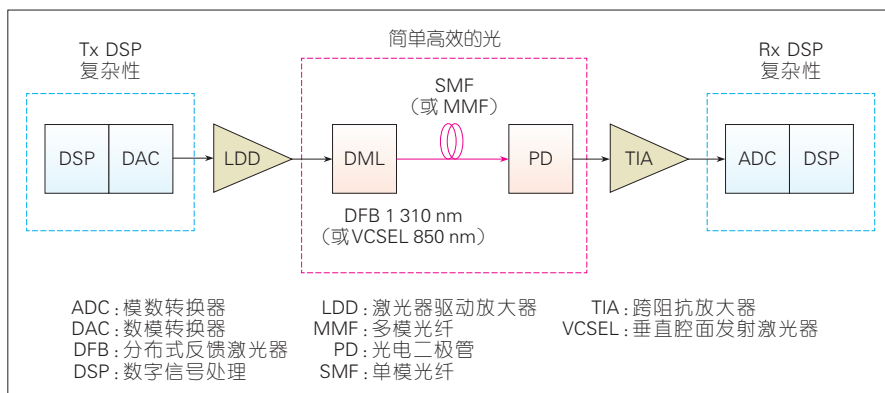 Tx DSP
复杂性
简单高效的光
Rx DSP
复杂性
SMF
（或 MMF）
DSP
DAC
LDD
DML
PD
TIA
ADC
DSP
DFB 1 310 nm
（或VCSEL 850 nm）
ADC：模数转换器
DAC：数模转换器
DFB：分布式反馈激光器
DSP：数字信号处理
LDD：激光器驱动放大器
MMF：多模光纤
PD：光电二极管
SMF：单模光纤
TIA：跨阻抗放大器
VCSEL：垂直腔面发射激光器